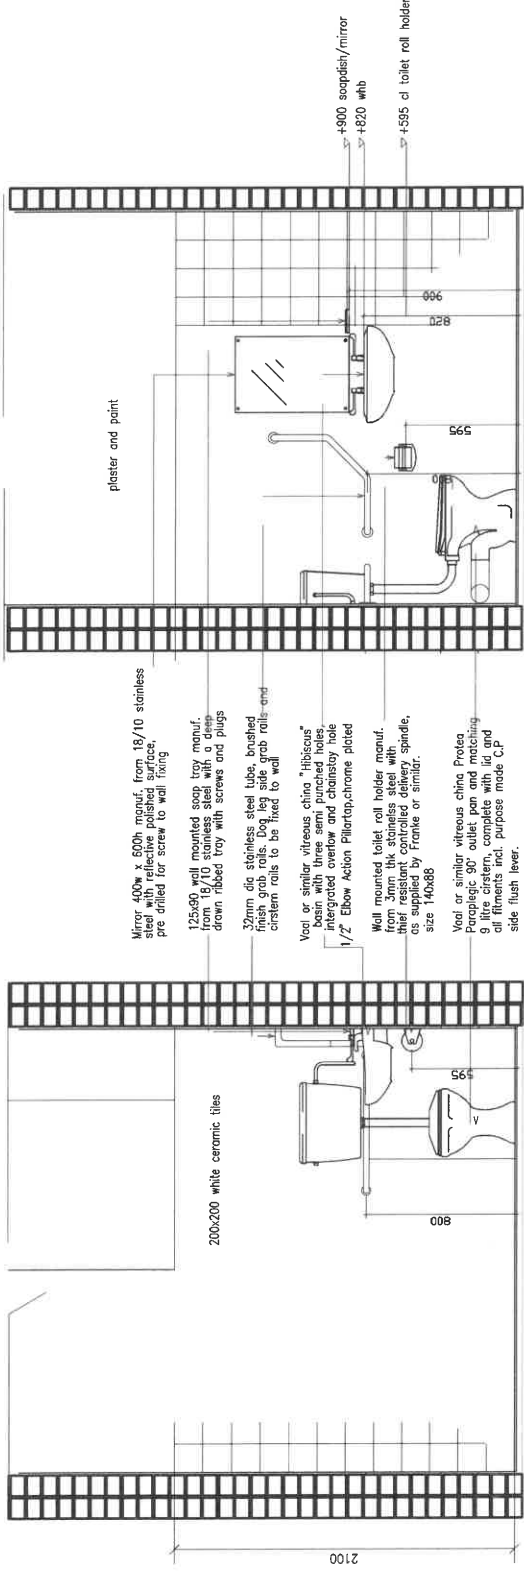 +900 soapdish/mirror
+820 whb
+595 cl toilet roll holder
plaster and paint
900
820
595
Mirror 400w x 600h manuf. from 18/10 stainless
steel with reflective polished surface,
pre drilled for screw to wall fixing
125x90 wall mounted soap tray manuf.
from 18/10 stainless steel with a deep
drawn ribbed tray with screws and plugs
32mm dia stainless steel tube, brushed
finish grab rails. Dog leg side grab rails and
cirstern rails to be fixed to wall
Vaal or similar vitreous china "Hibiscus"
basin with three semi punched holes,
intergrated overlow and chainstay hole
1/2" Elbow Action Pillartap,chrome plated
Wall mounted toilet roll holder manuf.
from 3mm thk staineless steel with
thief resistant controlled delivery spindle,
as supplied by Franke or similar.
size 140x88
Vaal or similar vitreous china Protea
Paraplegic 90° outlet pan and matching
9 litre cirstern, complete with lid and
all fitments incl. purpose made C.P
side flush lever.
200x200 white ceramic tiles
595
800
2100